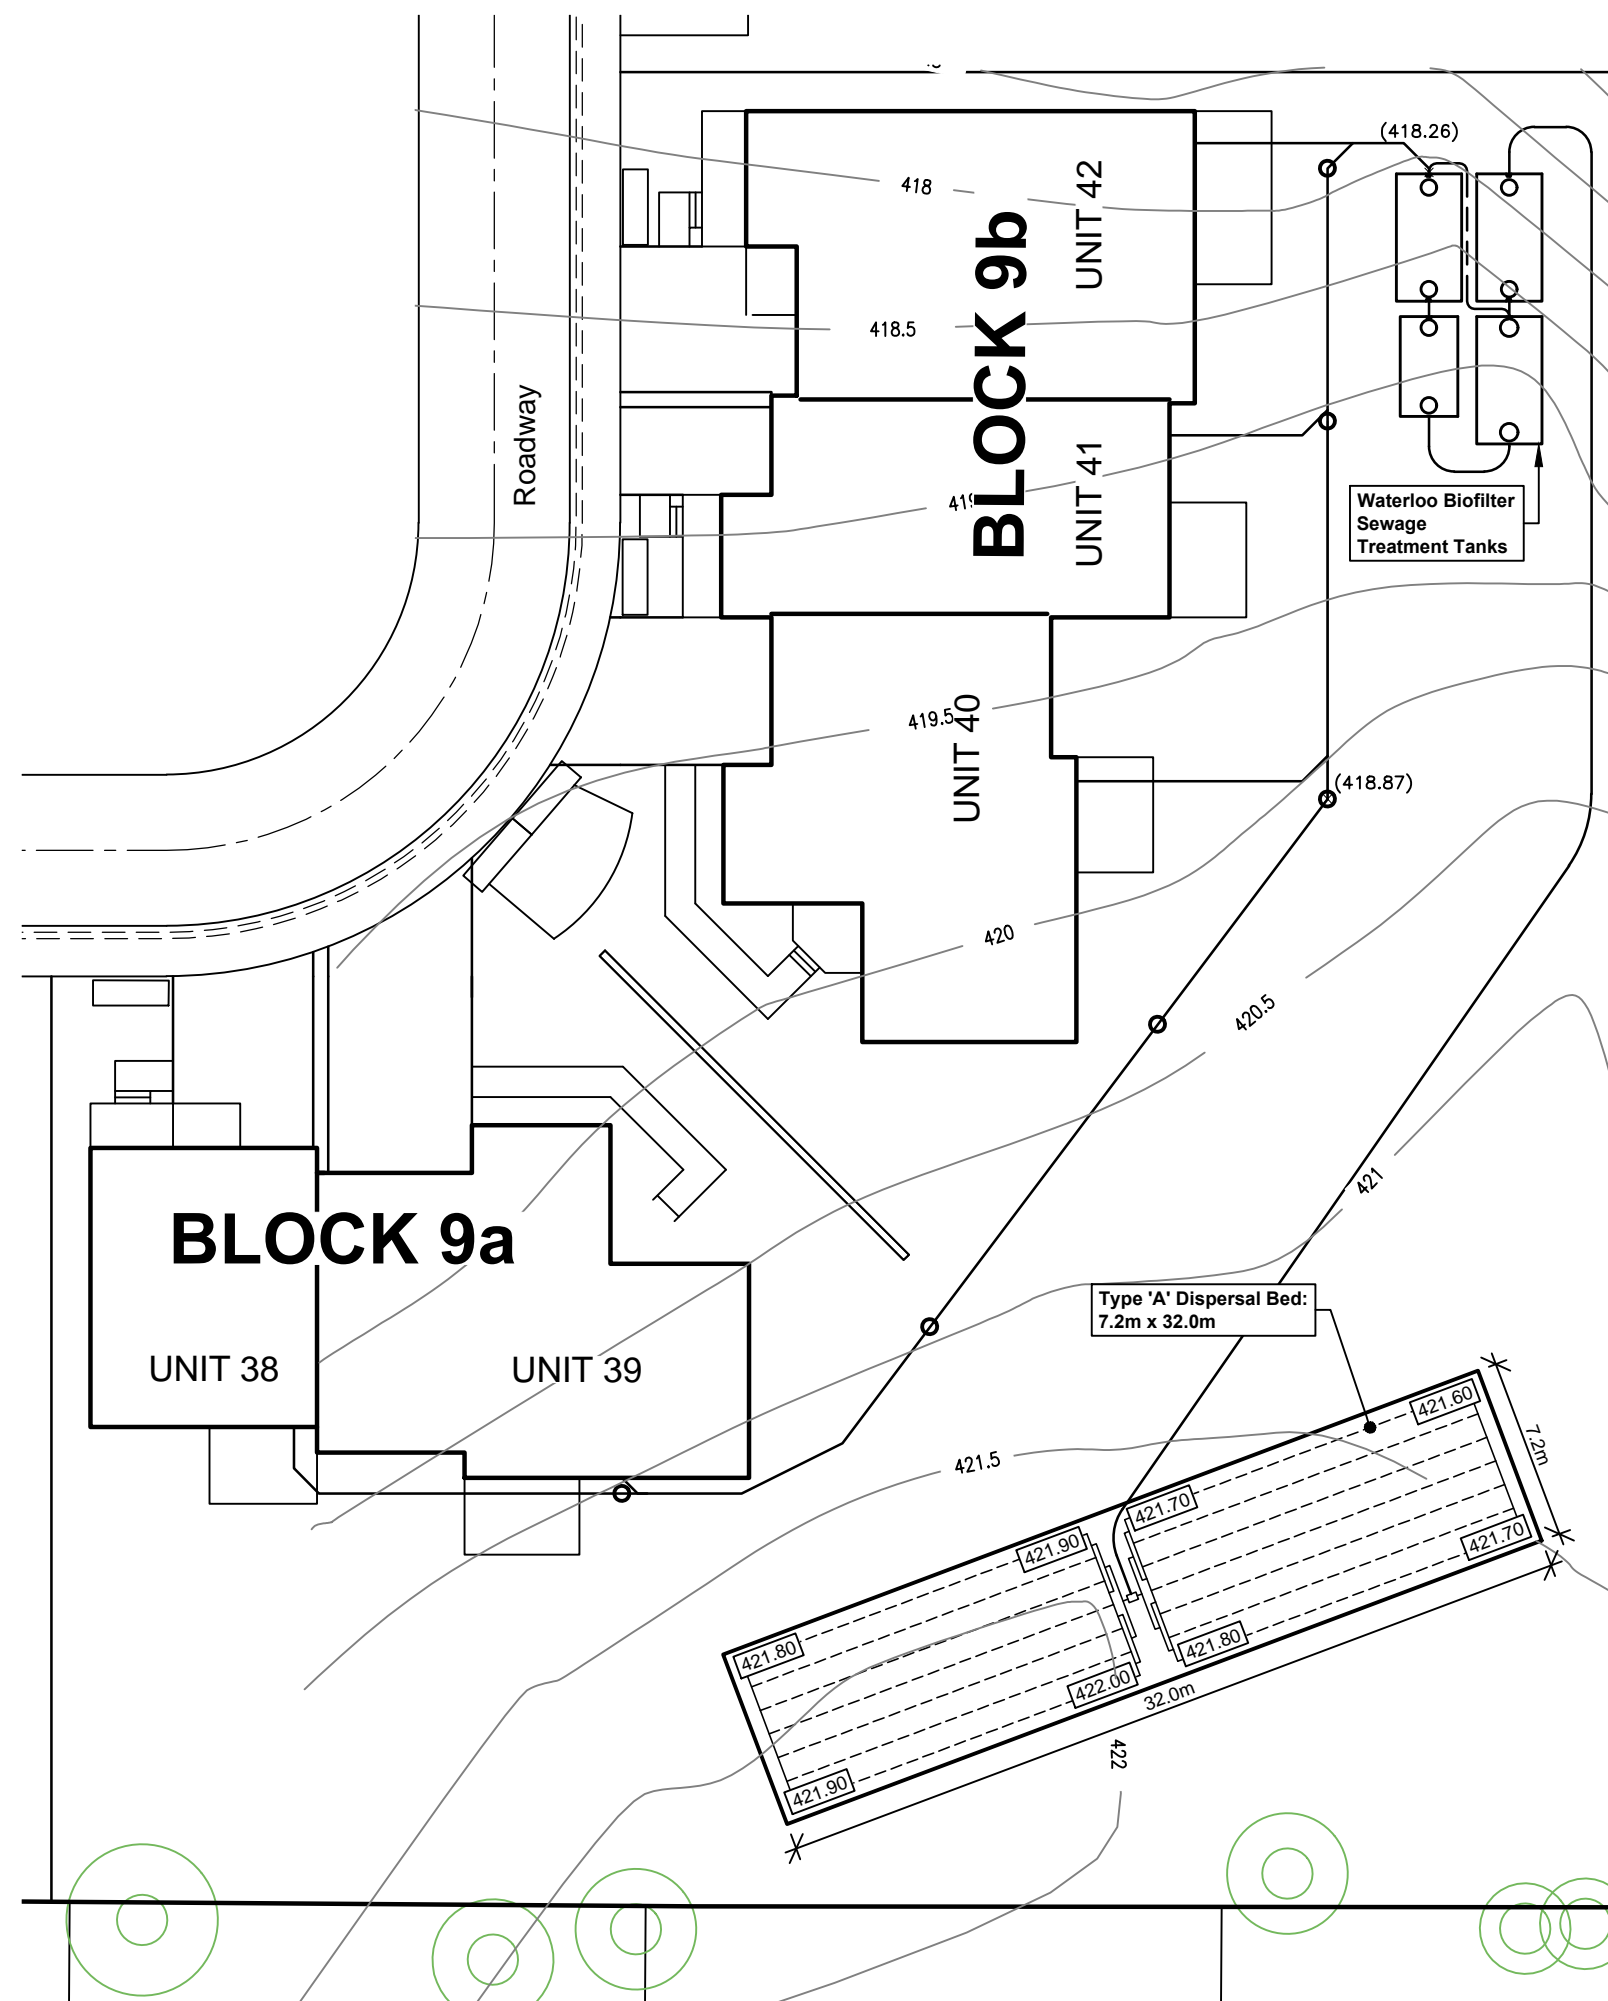 (418.26)
418
UNIT 42
BLOCK 9b
418.5
Roadway
UNIT 41
Waterloo Biofilter
Sewage
Treatment Tanks
419.5
UNIT 40
(418.87)
420
420.5
421
BLOCK 9a
Type 'A' Dispersal Bed:
7.2m x 32.0m
UNIT 38
UNIT 39
421.60
7.2m
421.5
421.70
421.90
421.70
421.80
421.80
422.00
32.0m
422
421.90